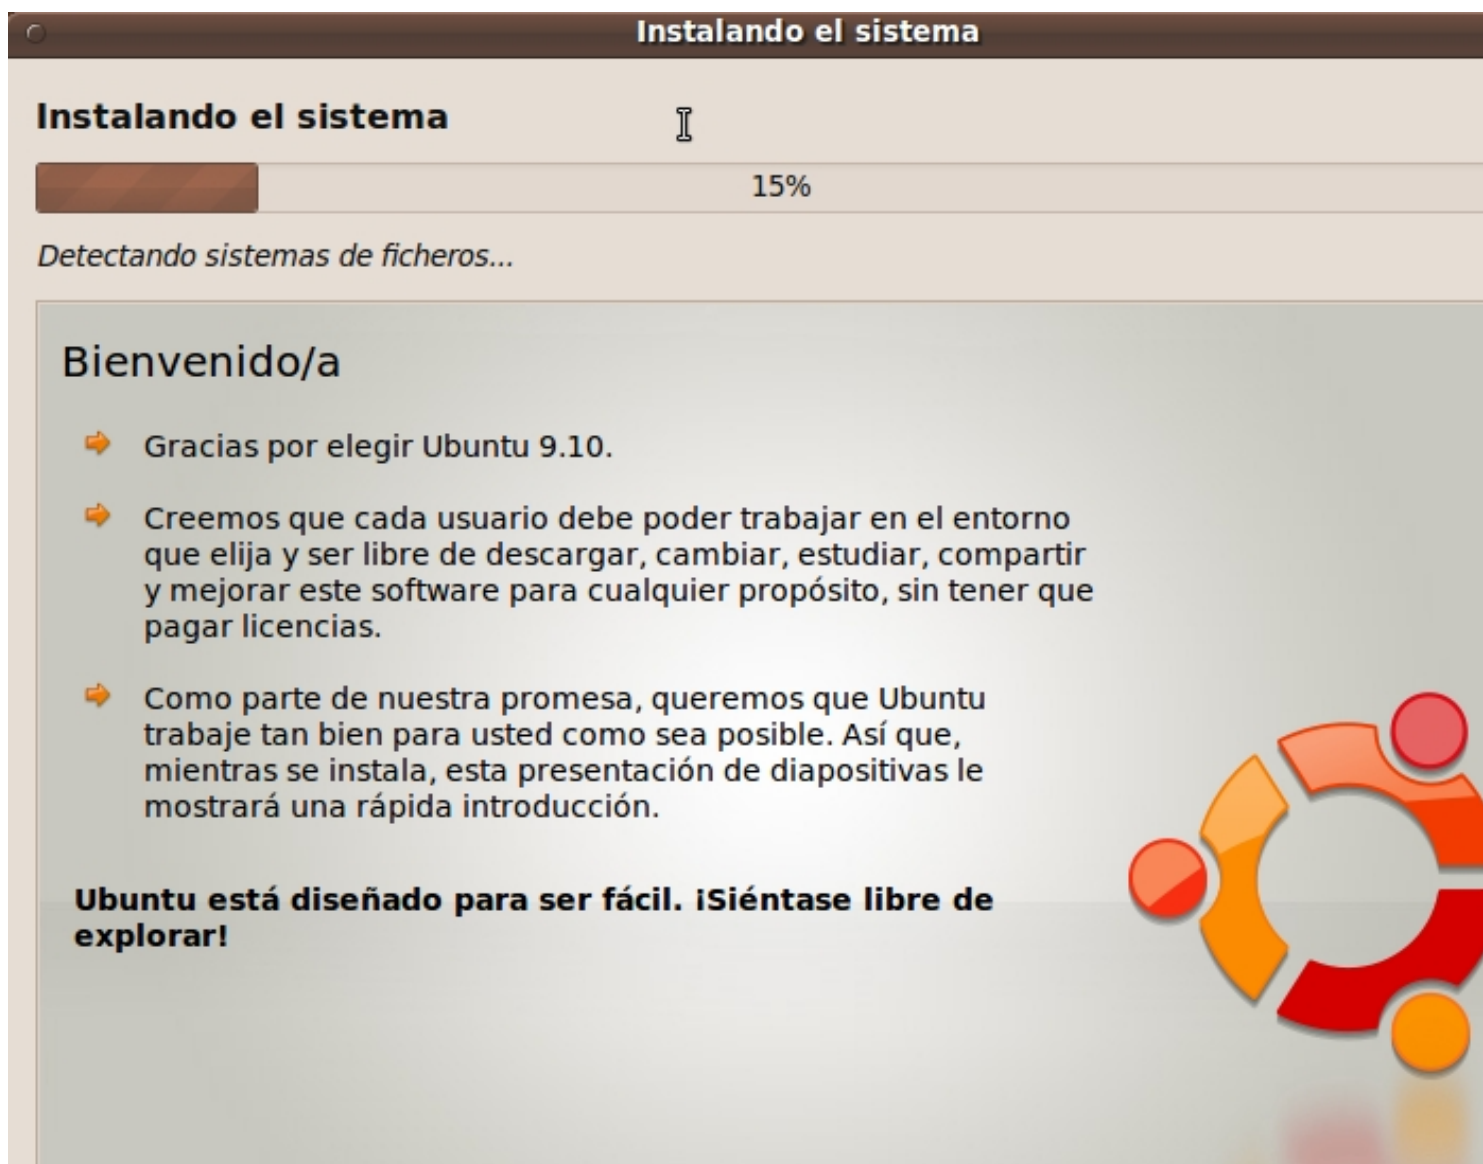 Instalando el sistema
Instalando el sistema
15%
Detectando sistemas de ficheros...
Bienvenido/a
Gracias por elegir Ubuntu 9.10.
Creemos que cada usuario debe poder trabajar en el entorno
que elija y ser libre de descargar, cambiar, estudiar, compartir
y mejorar este software para cualquier propósito, sin tener que
pagar licencias.
Como parte de nuestra promesa, queremos que Ubuntu
trabaje tan bien para usted como sea posible. Así que,
mientras se instala, esta presentación de diapositivas le
mostrará una rápida introducción.
Ubuntu está diseñado para ser fácil. ¡Siéntase libre de
explorar!